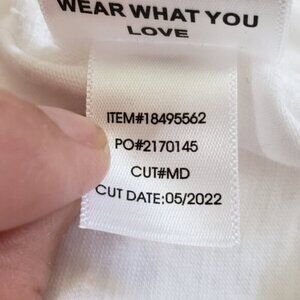 WEAR WHAT YOU
LOVE
ITEM#18495562
PO#2170145
CUT#MD
CUT DATE:05/2022